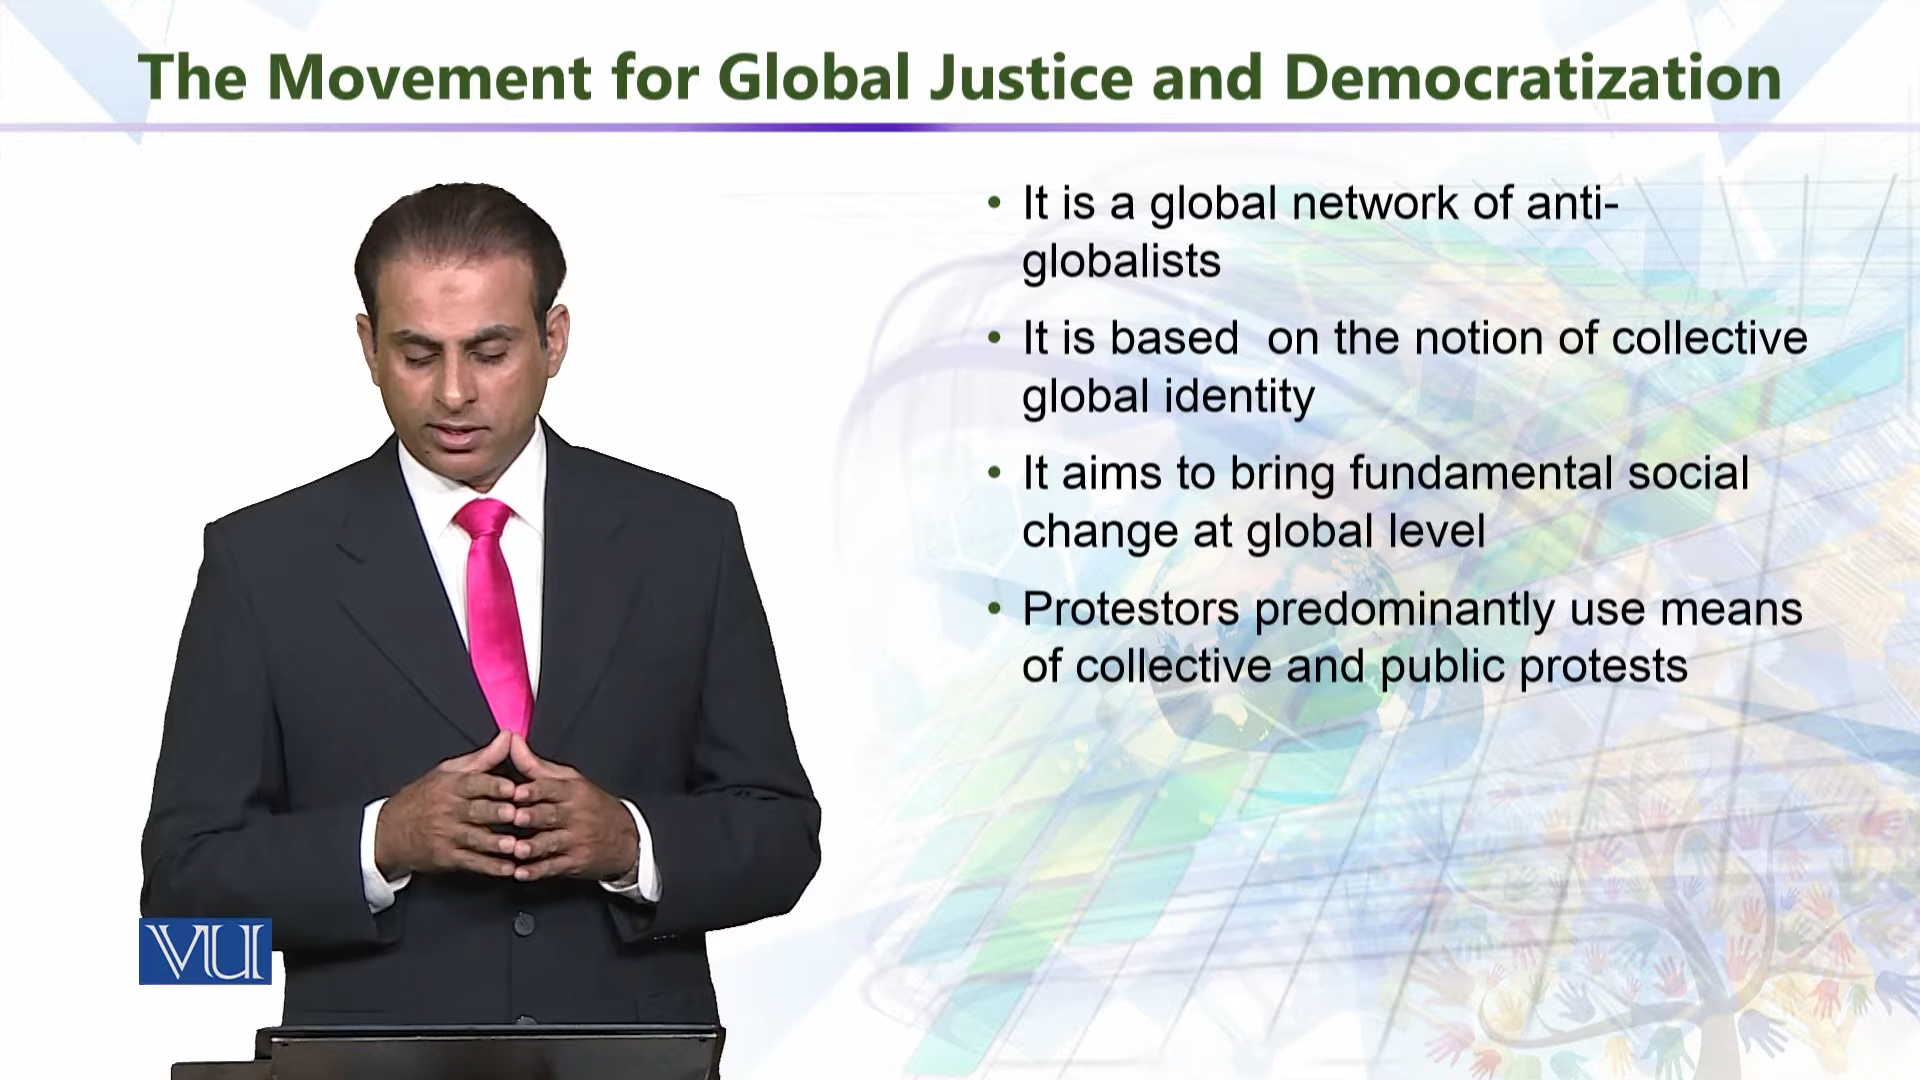 The Movement for Global Justice and Democratization
• It is a global network of anti-
globalists
• It is based  on the notion of collective
global identity
• It aims to bring fundamental social
change at global level
• Protestors predominantly use means
of collective and public protests
VU